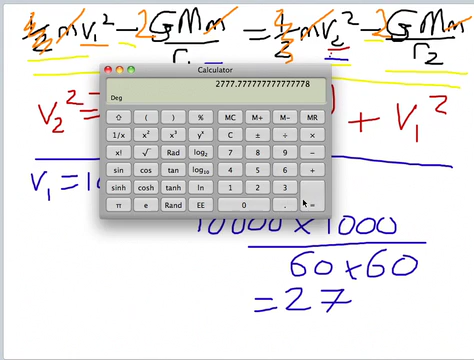 ½mv₁² - GMm/r₁ = ½mv₂² - GMm/r₂
Calculator
2777.777777777777778
Deg
⇧ ( ) % MC M+ M- MR
1/x x² x³ yˣ C ± ÷ ×
x! √ Rad log₂ 7 8 9 −
sin cos tan log₁₀ 4 5 6 +
sinh cosh tanh ln 1 2 3 =
π e Rand EE 0 .
V₂² = + V₁²
V₁ = 10
10000 × 1000
60 × 60
= 27